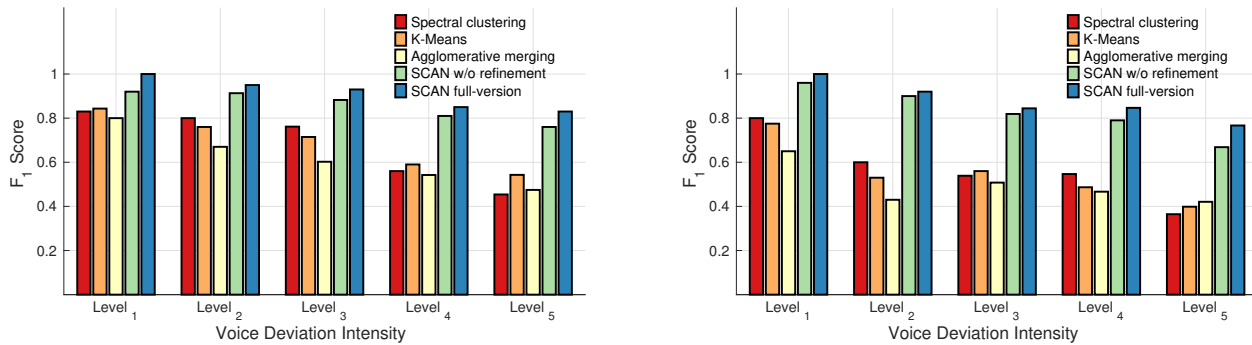 Spectral clustering
K-Means
Agglomerative merging
SCAN w/o refinement
SCAN full-version
1
0.8
0.6
0.4
0.2
F1 Score
Level 1 Level 2 Level 3 Level 4 Level 5
Voice Deviation Intensity
Spectral clustering
K-Means
Agglomerative merging
SCAN w/o refinement
SCAN full-version
1
0.8
0.6
0.4
0.2
F1 Score
Level 1 Level 2 Level 3 Level 4 Level 5
Voice Deviation Intensity